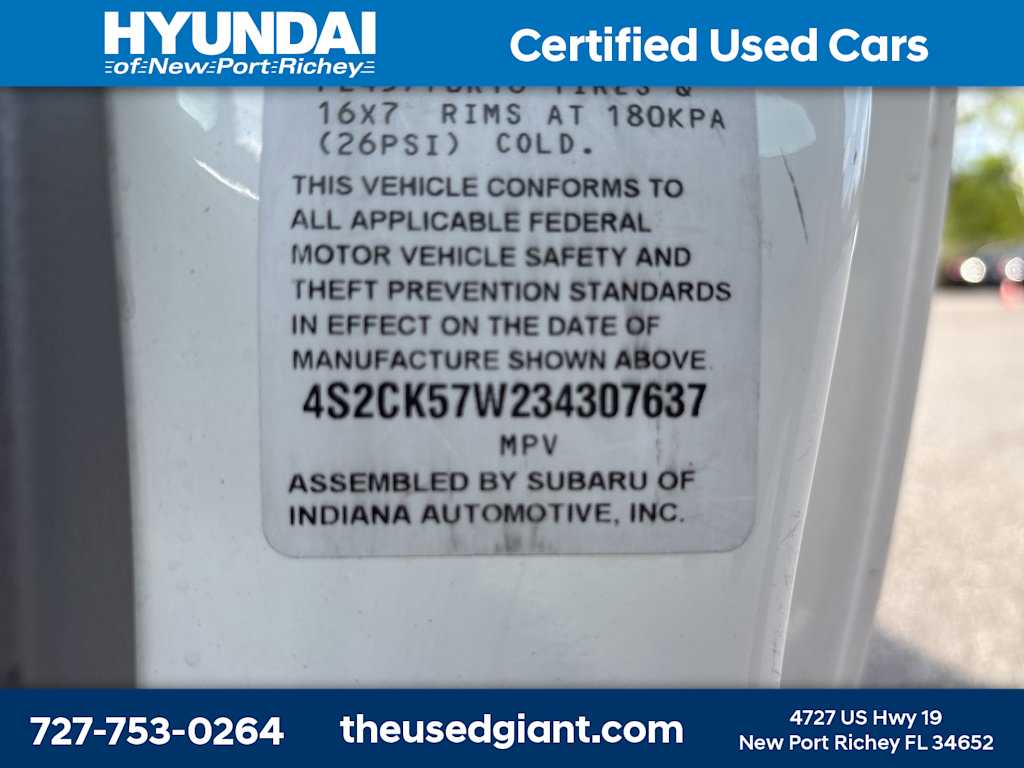 HYUNDAI
of New Port Richey
Certified Used Cars
16X7 RIMS AT 180KPA
(26PSI) COLD.
THIS VEHICLE CONFORMS TO
ALL APPLICABLE FEDERAL
MOTOR VEHICLE SAFETY AND
THEFT PREVENTION STANDARDS
IN EFFECT ON THE DATE OF
MANUFACTURE SHOWN ABOVE.
4S2CK57W234307637
MPV
ASSEMBLED BY SUBARU OF
INDIANA AUTOMOTIVE, INC.
727-753-0264
theusedgiant.com
4727 US Hwy 19
New Port Richey FL 34652